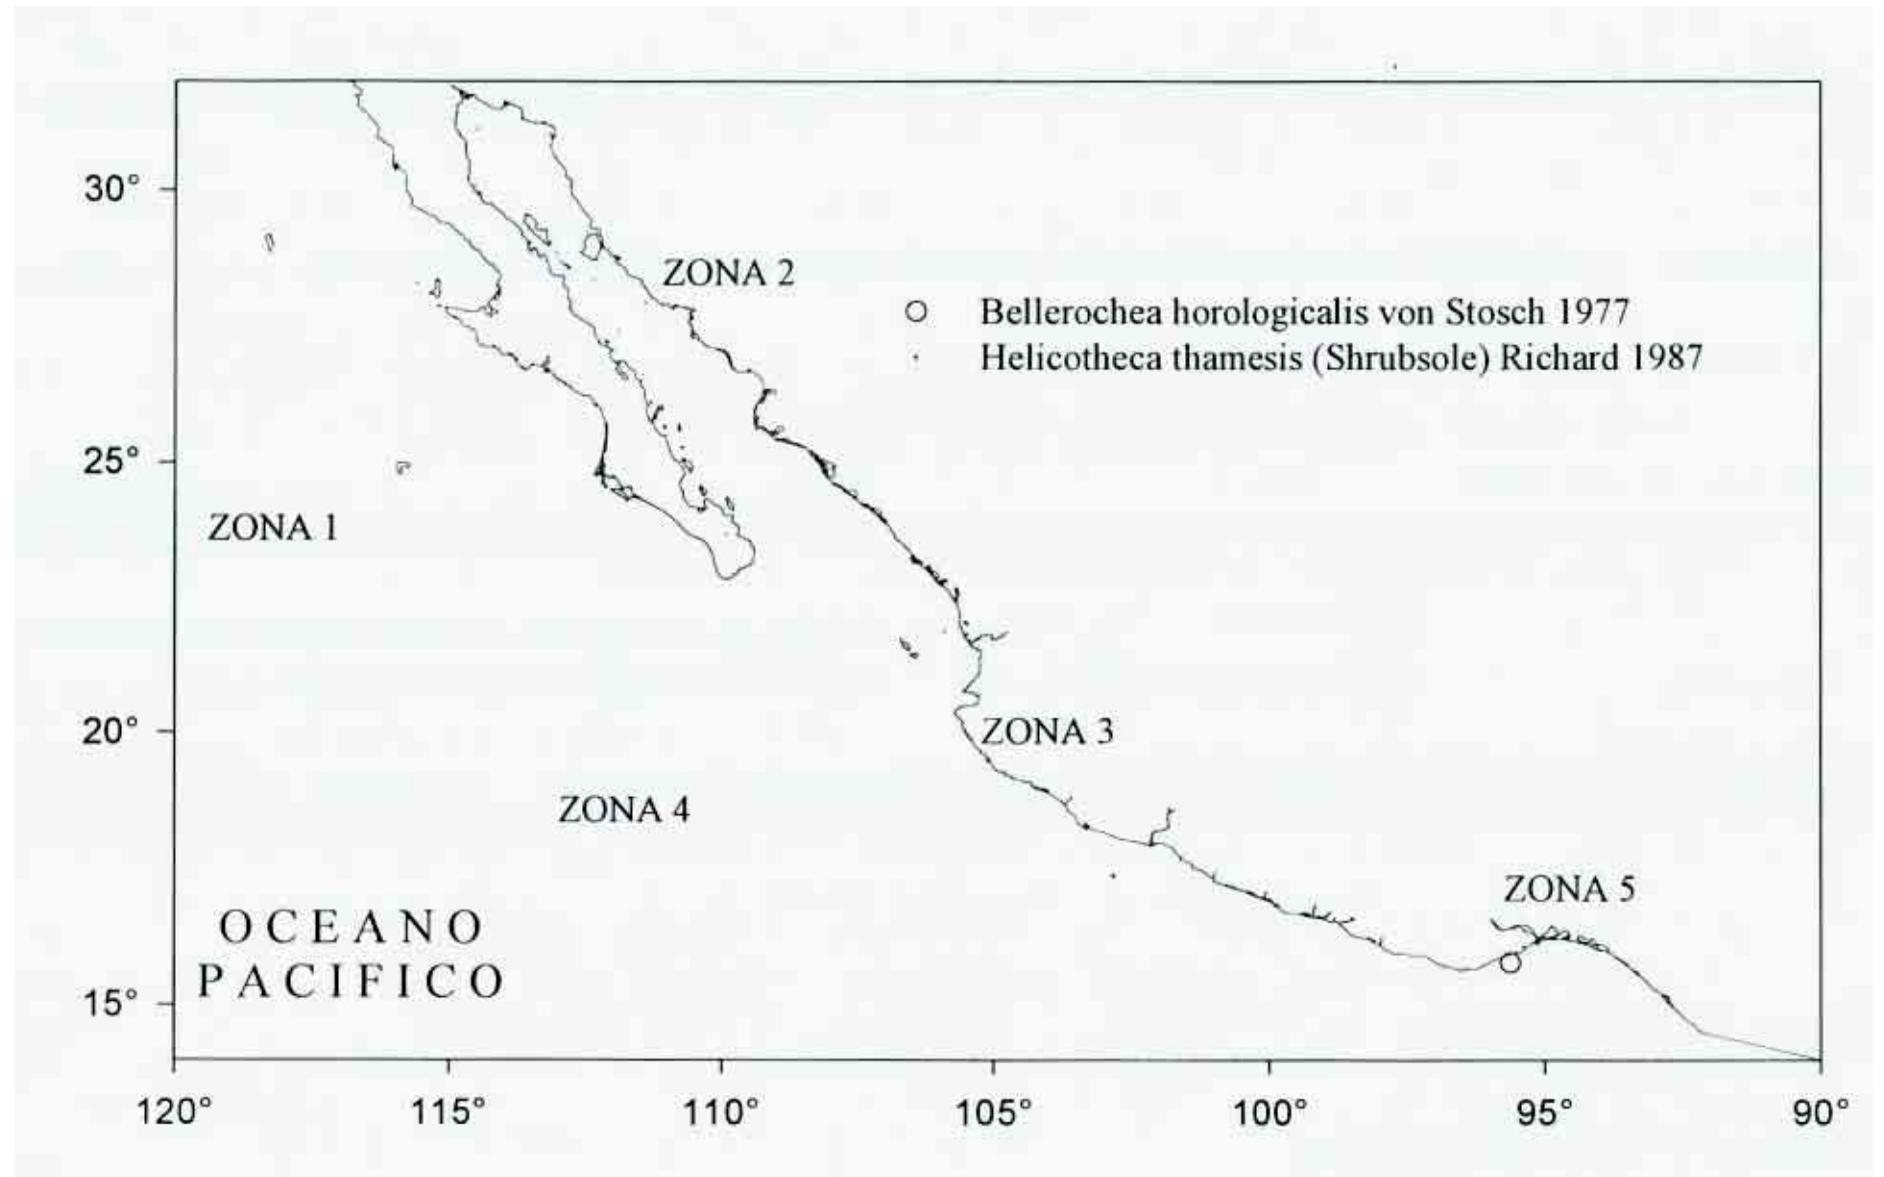 30°
ZONA 2
Bellerochea horologicalis von Stosch 1977
Helicotheca thamesis (Shrubsole) Richard 1987
25°
ZONA 1
20°
ZONA 3
ZONA 4
ZONA 5
OCEANO
PACIFICO
15°
120° 115° 110° 105° 100° 95° 90°